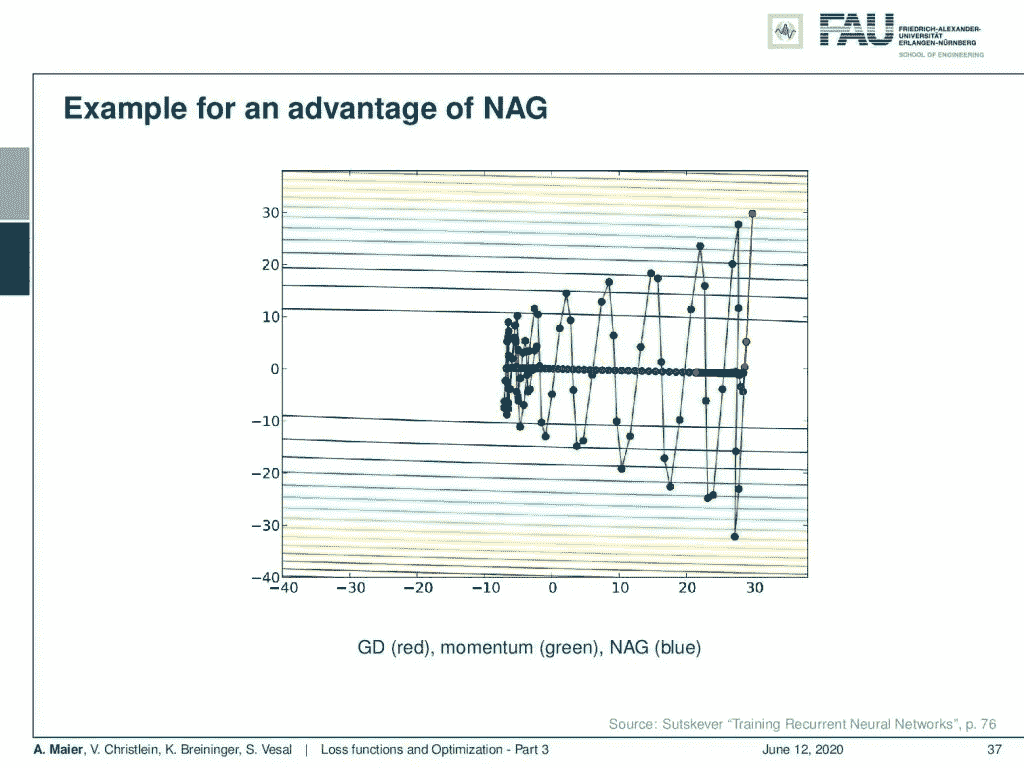 FAU
FRIEDRICH-ALEXANDER-
UNIVERSITÄT
ERLANGEN-NÜRNBERG
SCHOOL OF ENGINEERING
Example for an advantage of NAG
30
20
10
0
−10
−20
−30
−40
−40 −30 −20 −10 0 10 20 30
GD (red), momentum (green), NAG (blue)
Source: Sutskever “Training Recurrent Neural Networks”, p. 76
A. Maier, V. Christlein, K. Breininger, S. Vesal | Loss functions and Optimization - Part 3 June 12, 2020 37